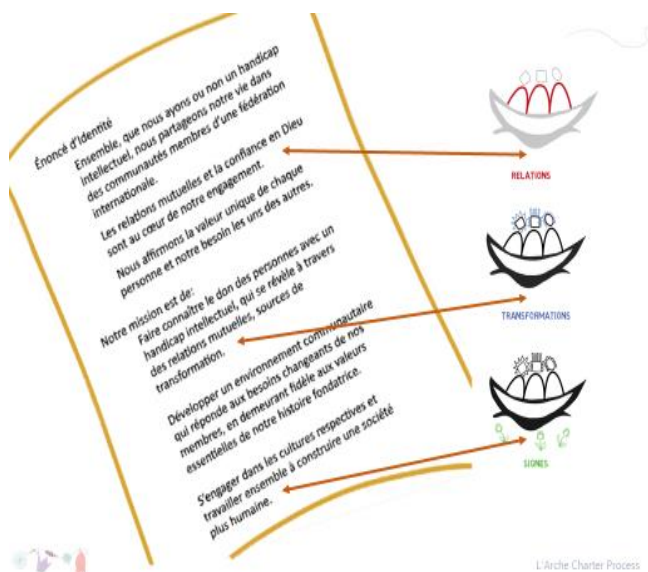 Énoncé d'Identité
Ensemble, que nous ayons ou non un handicap
intellectuel, nous partageons notre vie dans
des communautés membres d'une fédération
internationale.
Les relations mutuelles et la confiance en Dieu
sont au cœur de notre engagement.
Nous affirmons la valeur unique de chaque
personne et notre besoin les uns des autres.
Notre mission est de:
Faire connaître le don des personnes avec un
handicap intellectuel, qui se révèle à travers
des relations mutuelles, sources de
transformation.
Développer un environnement communautaire
qui réponde aux besoins changeants de nos
membres, en demeurant fidèle aux valeurs
essentielles de notre histoire fondatrice.
S'engager dans les cultures respectives et
travailler ensemble à construire une société
plus humaine.
RELATIONS
TRANSFORMATIONS
SIGNES
L'Arche Charter Process